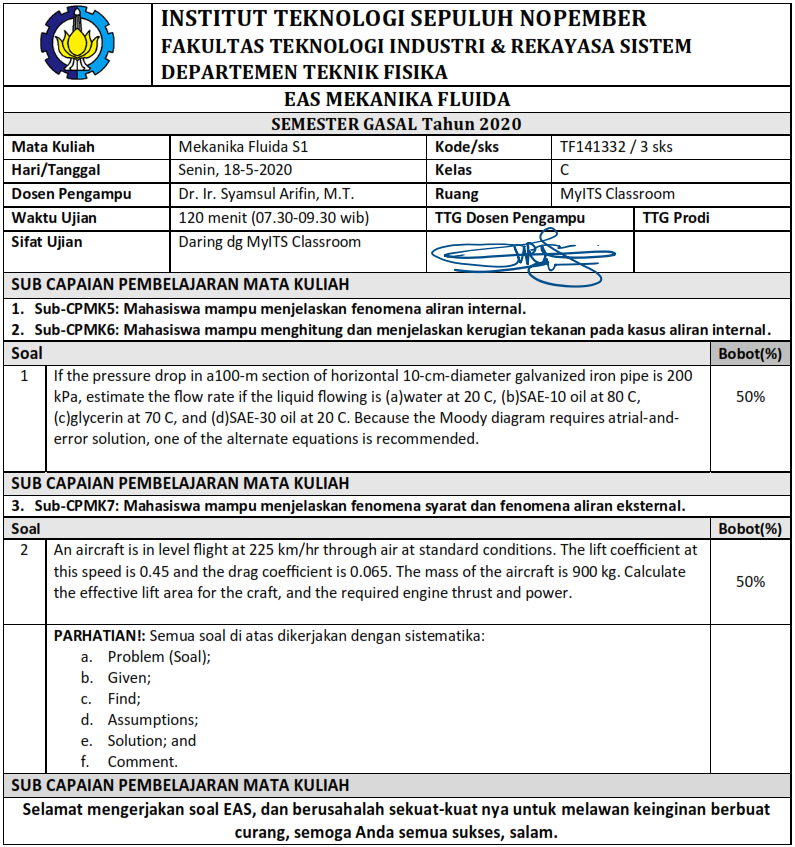 INSTITUT TEKNOLOGI SEPULUH NOPEMBER
FAKULTAS TEKNOLOGI INDUSTRI & REKAYASA SISTEM
DEPARTEMEN TEKNIK FISIKA
EAS MEKANIKA FLUIDA
SEMESTER GASAL Tahun 2020
Mata Kuliah Mekanika Fluida S1 Kode/sks TF141332 / 3 sks
Hari/Tanggal Senin, 18-5-2020 Kelas C
Dosen Pengampu Dr. Ir. Syamsul Arifin, M.T. Ruang MyITS Classroom
Waktu Ujian 120 menit (07.30-09.30 wib) TTG Dosen Pengampu TTG Prodi
Sifat Ujian Daring dg MyITS Classroom
SUB CAPAIAN PEMBELAJARAN MATA KULIAH
1. Sub-CPMK5: Mahasiswa mampu menjelaskan fenomena aliran internal.
2. Sub-CPMK6: Mahasiswa mampu menghitung dan menjelaskan kerugian tekanan pada kasus aliran internal.
Soal Bobot(%)
1 If the pressure drop in a100-m section of horizontal 10-cm-diameter galvanized iron pipe is 200
kPa, estimate the flow rate if the liquid flowing is (a)water at 20 C, (b)SAE-10 oil at 80 C,
(c)glycerin at 70 C, and (d)SAE-30 oil at 20 C. Because the Moody diagram requires atrial-and-
error solution, one of the alternate equations is recommended.
50%
SUB CAPAIAN PEMBELAJARAN MATA KULIAH
3. Sub-CPMK7: Mahasiswa mampu menjelaskan fenomena syarat dan fenomena aliran eksternal.
Soal Bobot(%)
2 An aircraft is in level flight at 225 km/hr through air at standard conditions. The lift coefficient at
this speed is 0.45 and the drag coefficient is 0.065. The mass of the aircraft is 900 kg. Calculate
the effective lift area for the craft, and the required engine thrust and power.
50%
PARHATIAN!: Semua soal di atas dikerjakan dengan sistematika:
a. Problem (Soal);
b. Given;
c. Find;
d. Assumptions;
e. Solution; and
f. Comment.
SUB CAPAIAN PEMBELAJARAN MATA KULIAH
Selamat mengerjakan soal EAS, dan berusahalah sekuat-kuat nya untuk melawan keinginan berbuat
curang, semoga Anda semua sukses, salam.